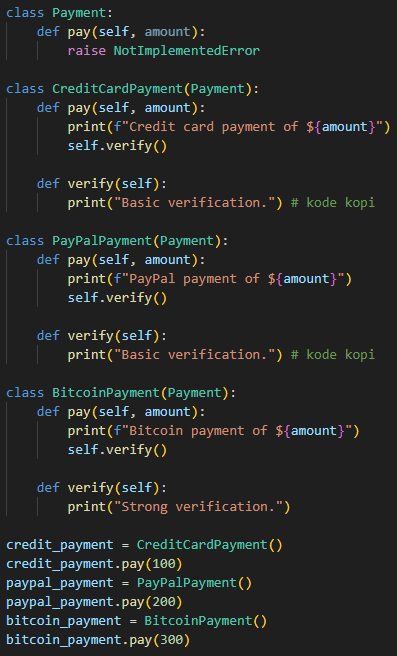 class Payment:
    def pay(self, amount):
        raise NotImplementedError

class CreditCardPayment(Payment):
    def pay(self, amount):
        print(f"Credit card payment of ${amount}")
        self.verify()

    def verify(self):
        print("Basic verification.") # kode kopi

class PayPalPayment(Payment):
    def pay(self, amount):
        print(f"PayPal payment of ${amount}")
        self.verify()

    def verify(self):
        print("Basic verification.") # kode kopi

class BitcoinPayment(Payment):
    def pay(self, amount):
        print(f"Bitcoin payment of ${amount}")
        self.verify()

    def verify(self):
        print("Strong verification.")

credit_payment = CreditCardPayment()
credit_payment.pay(100)
paypal_payment = PayPalPayment()
paypal_payment.pay(200)
bitcoin_payment = BitcoinPayment()
bitcoin_payment.pay(300)